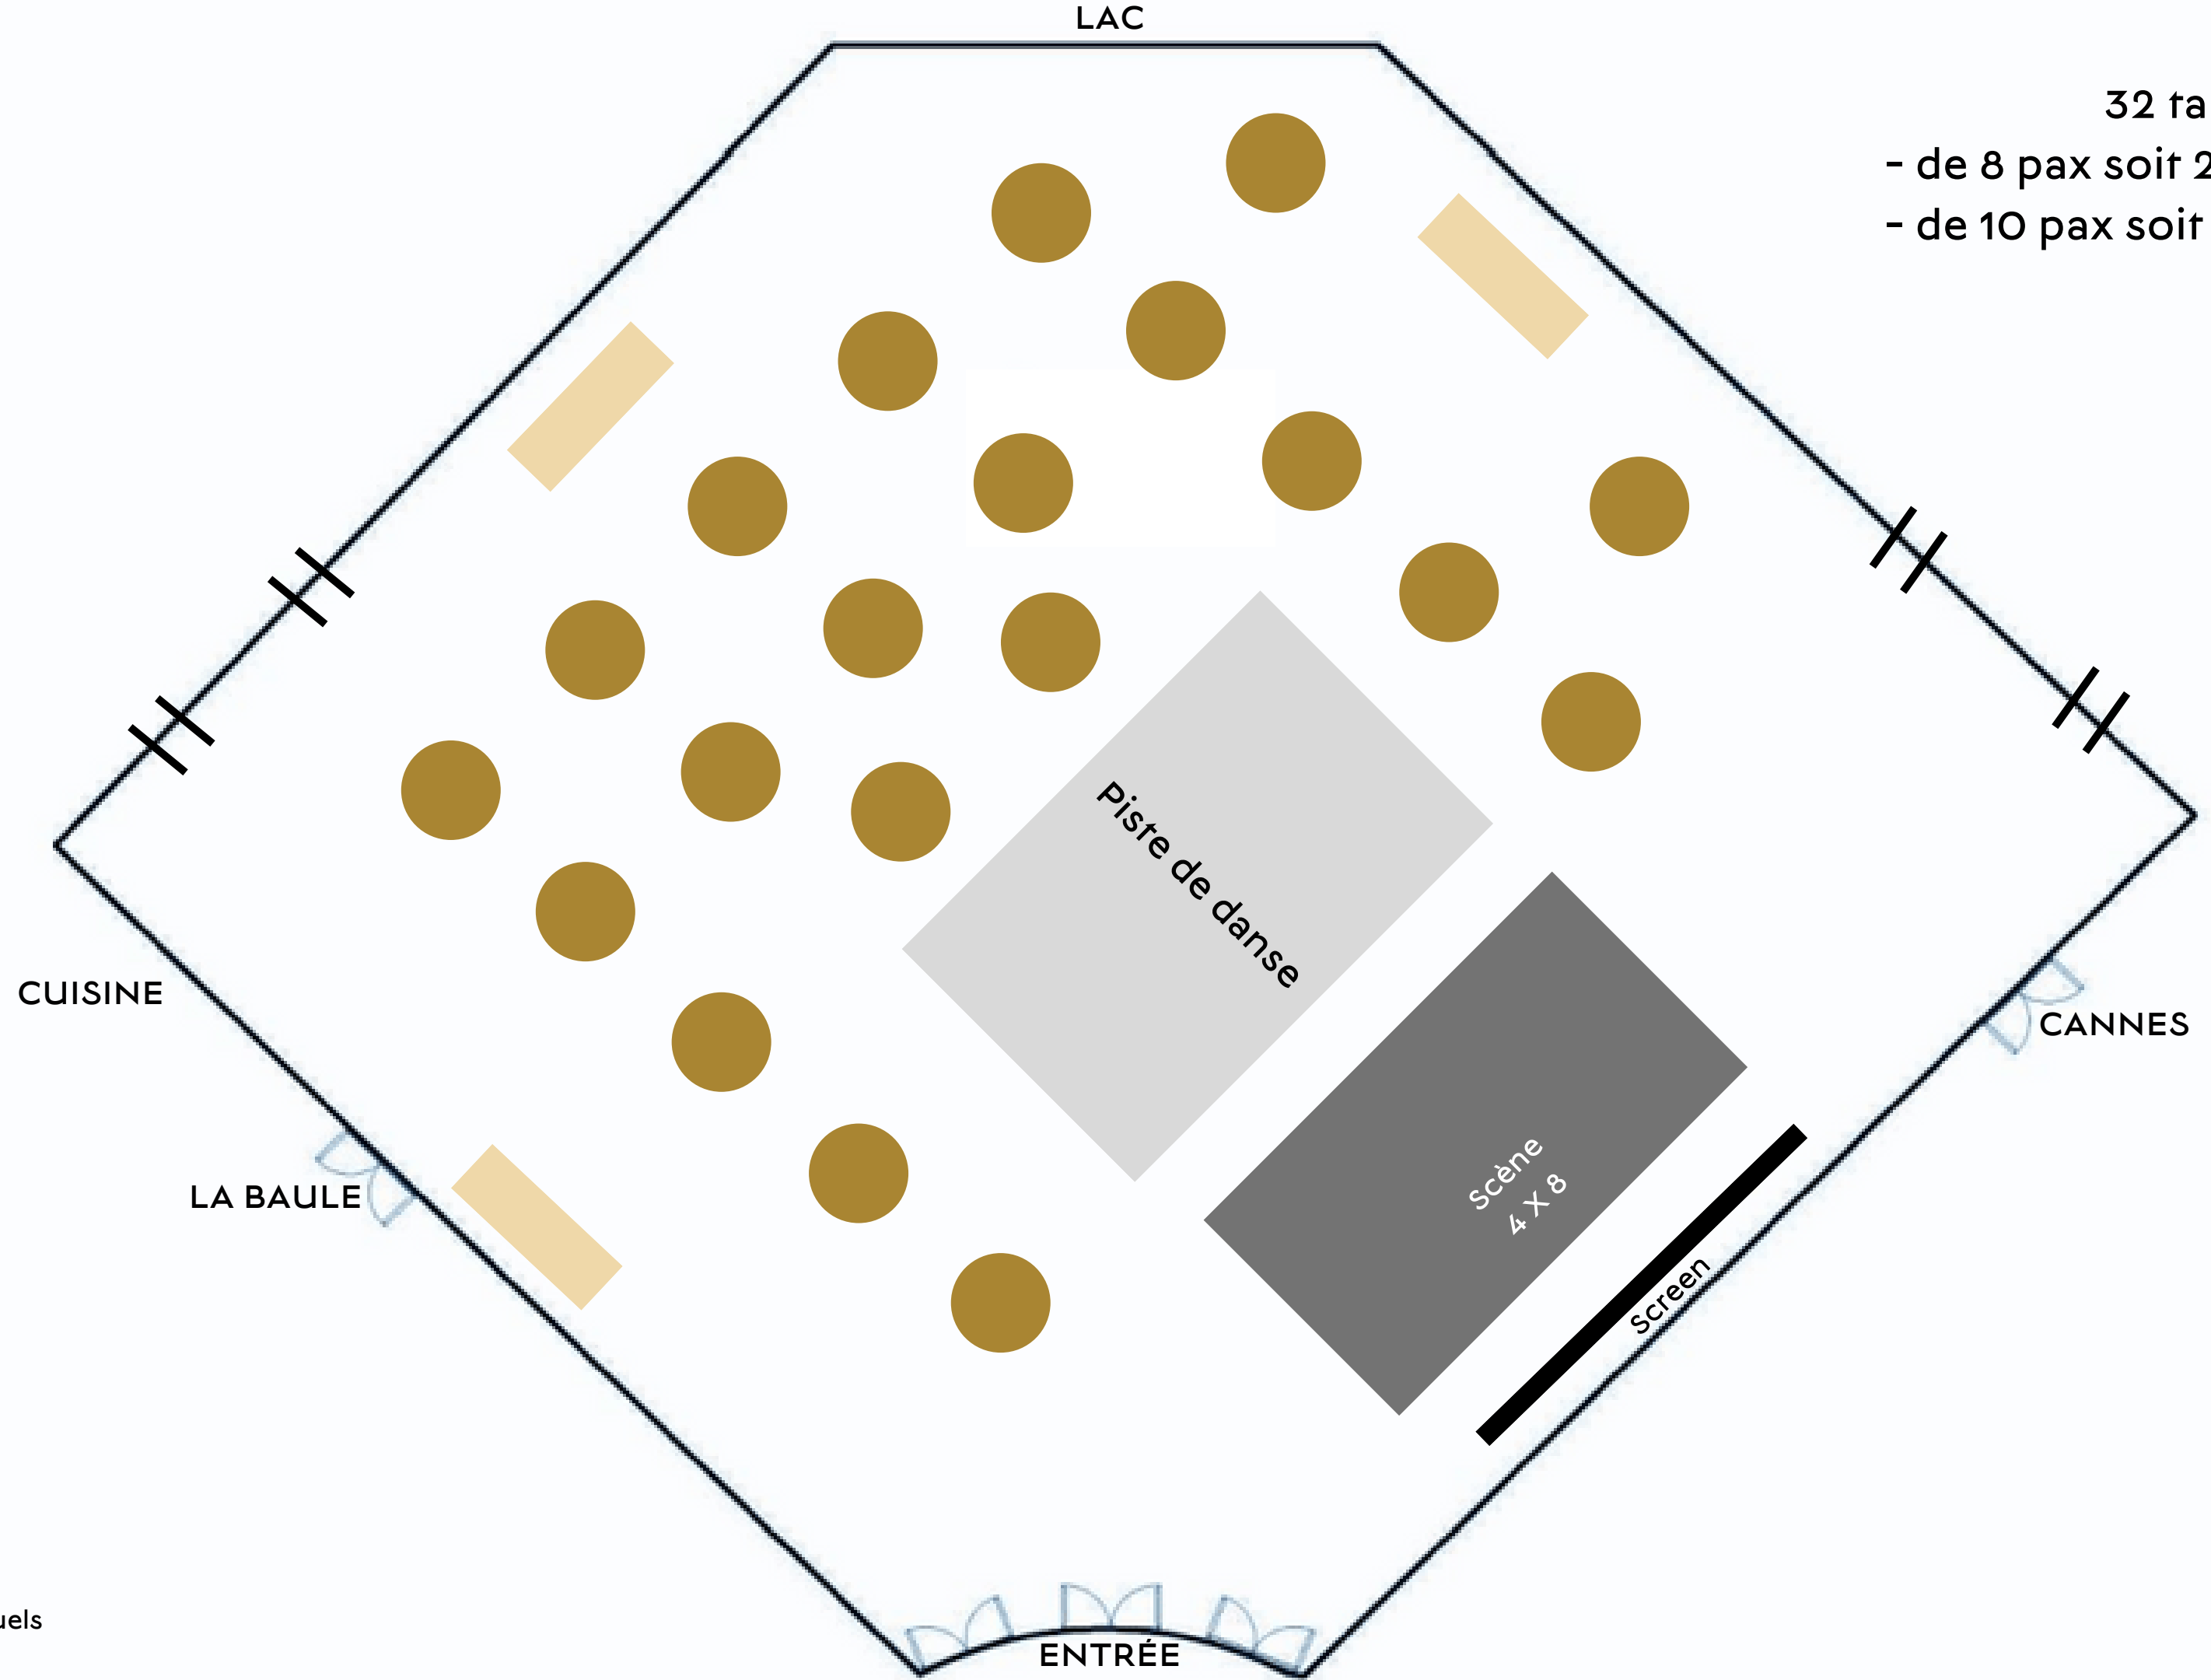 LAC
32 ta
- de 8 pax soit 2
- de 10 pax soit
Piste de danse
CUISINE
CANNES
Scène
4 X 8
LA BAULE
Screen
uels
ENTRÉE